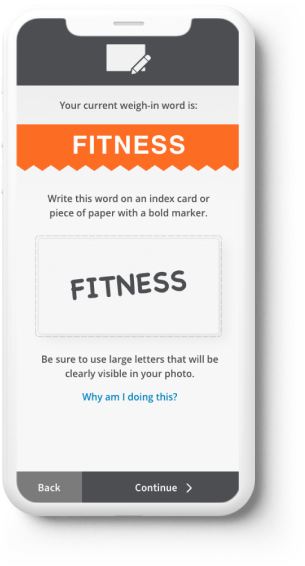 Your current weigh-in word is:
FITNESS
Write this word on an index card or
piece of paper with a bold marker.
FITNESS
Be sure to use large letters that will be
clearly visible in your photo.
Why am I doing this?
Back
Continue